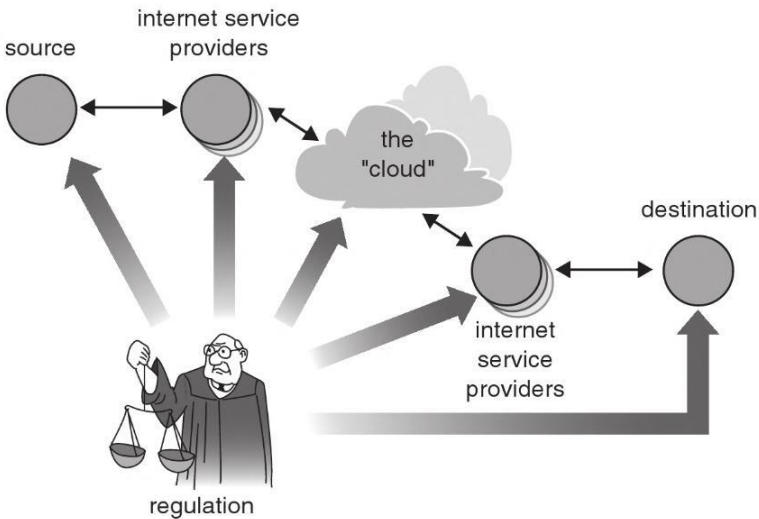 source
internet service
providers
the
"cloud"
destination
internet
service
providers
regulation